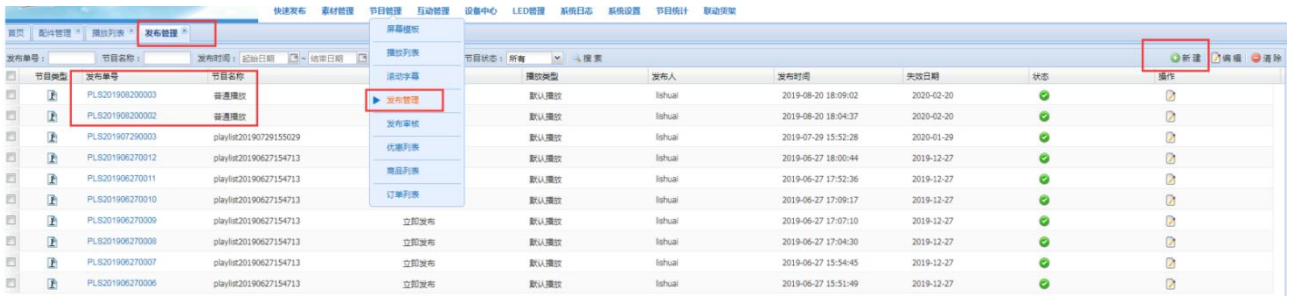 快速发布 素材管理 节目管理 互动管理 设备中心 LED管理 系统日志 系统设置 节目统计 联动货架
首页 配件管理 播放列表 发布管理
屏幕模板
播放列表
滚动字幕
发布管理
发布审核
优惠列表
商品列表
订单列表
发布单号: 节目名称: 发布时间: 起始日期 ~ 结束日期 节目状态: 所有 搜索 新建 编辑 清除
节目类型 发布单号 节目名称 播放类型 发布人 发布时间 失效日期 状态 操作
PLS201908200003 普通播放 默认播放 lishuai 2019-08-20 18:09:02 2020-02-20
PLS201908200002 普通播放 默认播放 lishuai 2019-08-20 18:04:37 2020-02-20
PLS201907290003 playlist20190729155029 默认播放 lishuai 2019-07-29 15:52:28 2020-01-29
PLS201906270012 playlist20190627154713 默认播放 lishuai 2019-06-27 18:00:44 2019-12-27
PLS201906270011 playlist20190627154713 默认播放 lishuai 2019-06-27 17:52:36 2019-12-27
PLS201906270010 playlist20190627154713 默认播放 lishuai 2019-06-27 17:09:17 2019-12-27
PLS201906270009 playlist20190627154713 立即发布 默认播放 lishuai 2019-06-27 17:07:10 2019-12-27
PLS201906270008 playlist20190627154713 立即发布 默认播放 lishuai 2019-06-27 17:04:30 2019-12-27
PLS201906270007 playlist20190627154713 立即发布 默认播放 lishuai 2019-06-27 15:54:45 2019-12-27
PLS201906270006 playlist20190627154713 立即发布 默认播放 lishuai 2019-06-27 15:51:49 2019-12-27